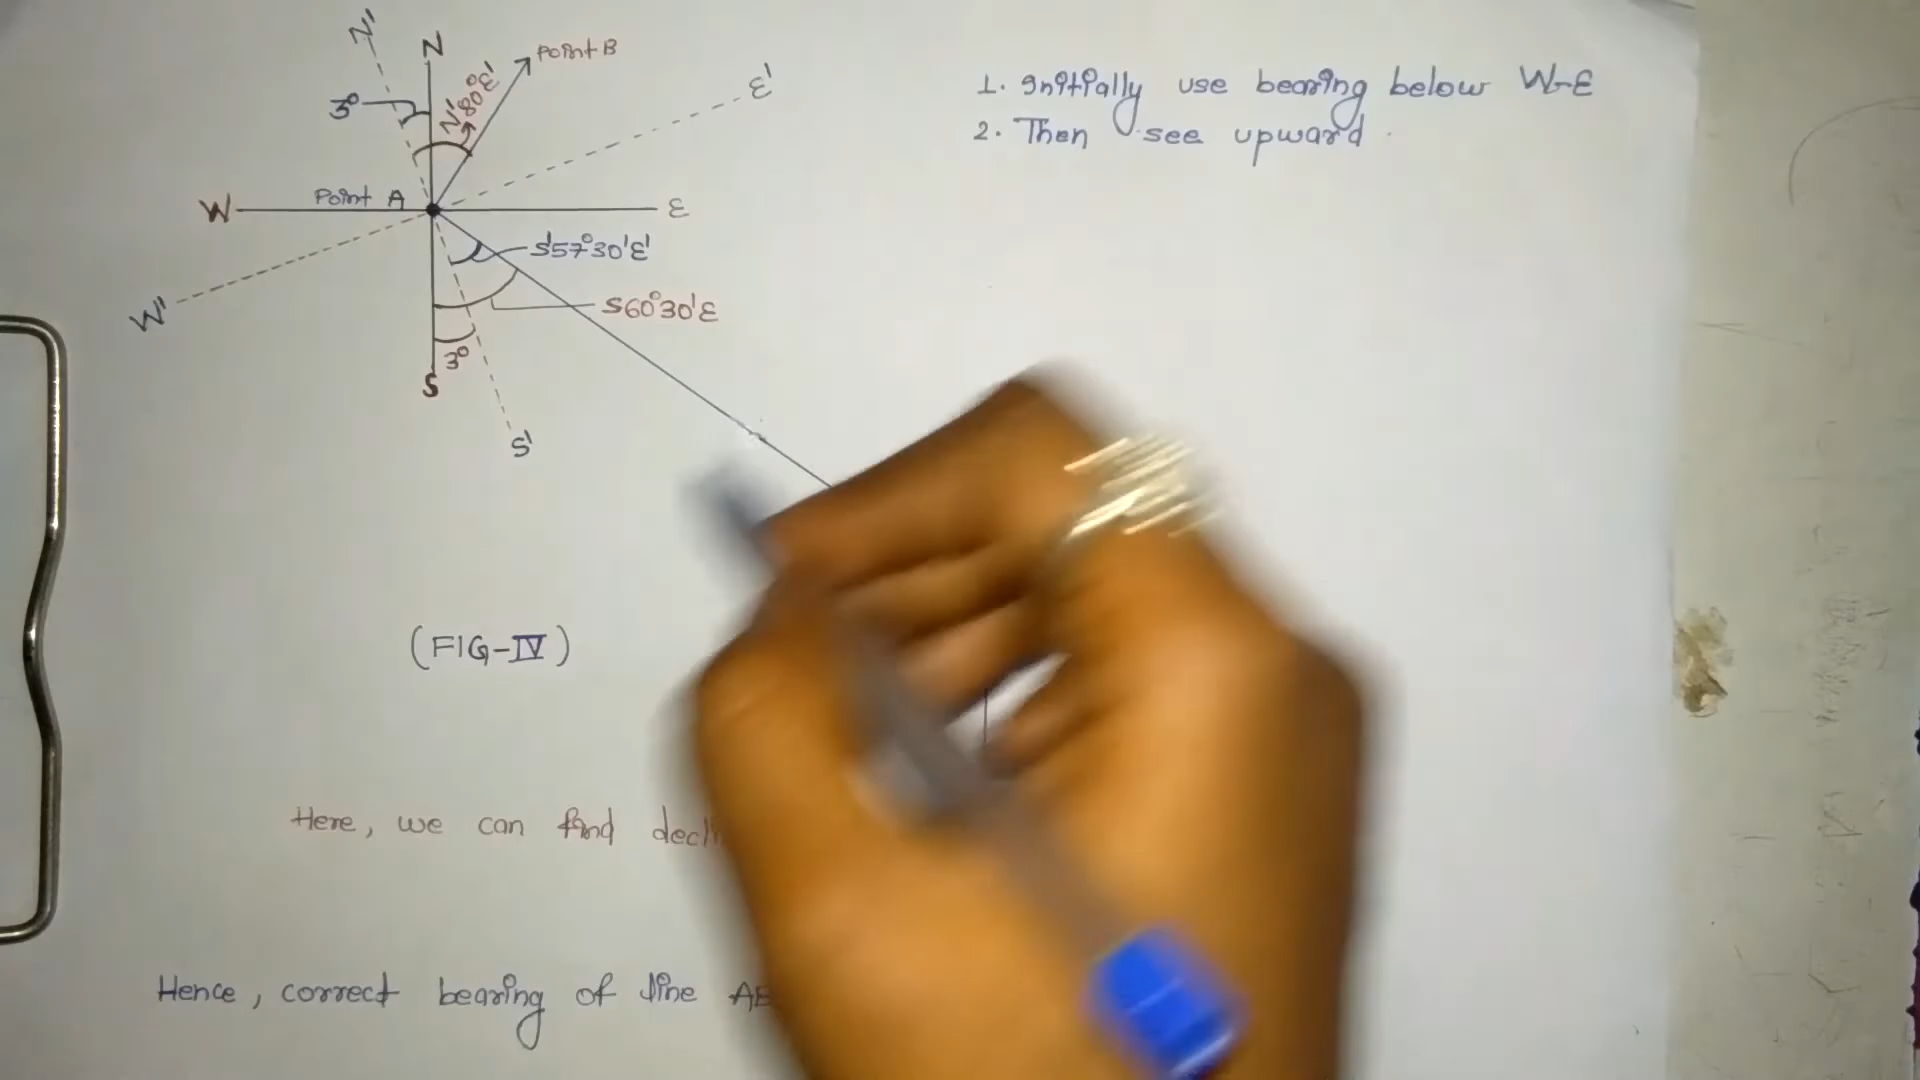 N'
N
Point B
3°
N'80°E'
E'
1. Initially use bearing below W-E
2. Then see upward.
W
Point A
E
S'57°30'E'
W'
S60°30'E
3°
S
S'
(FIG-IV)
Here, we can find
Hence, correct bearing of line